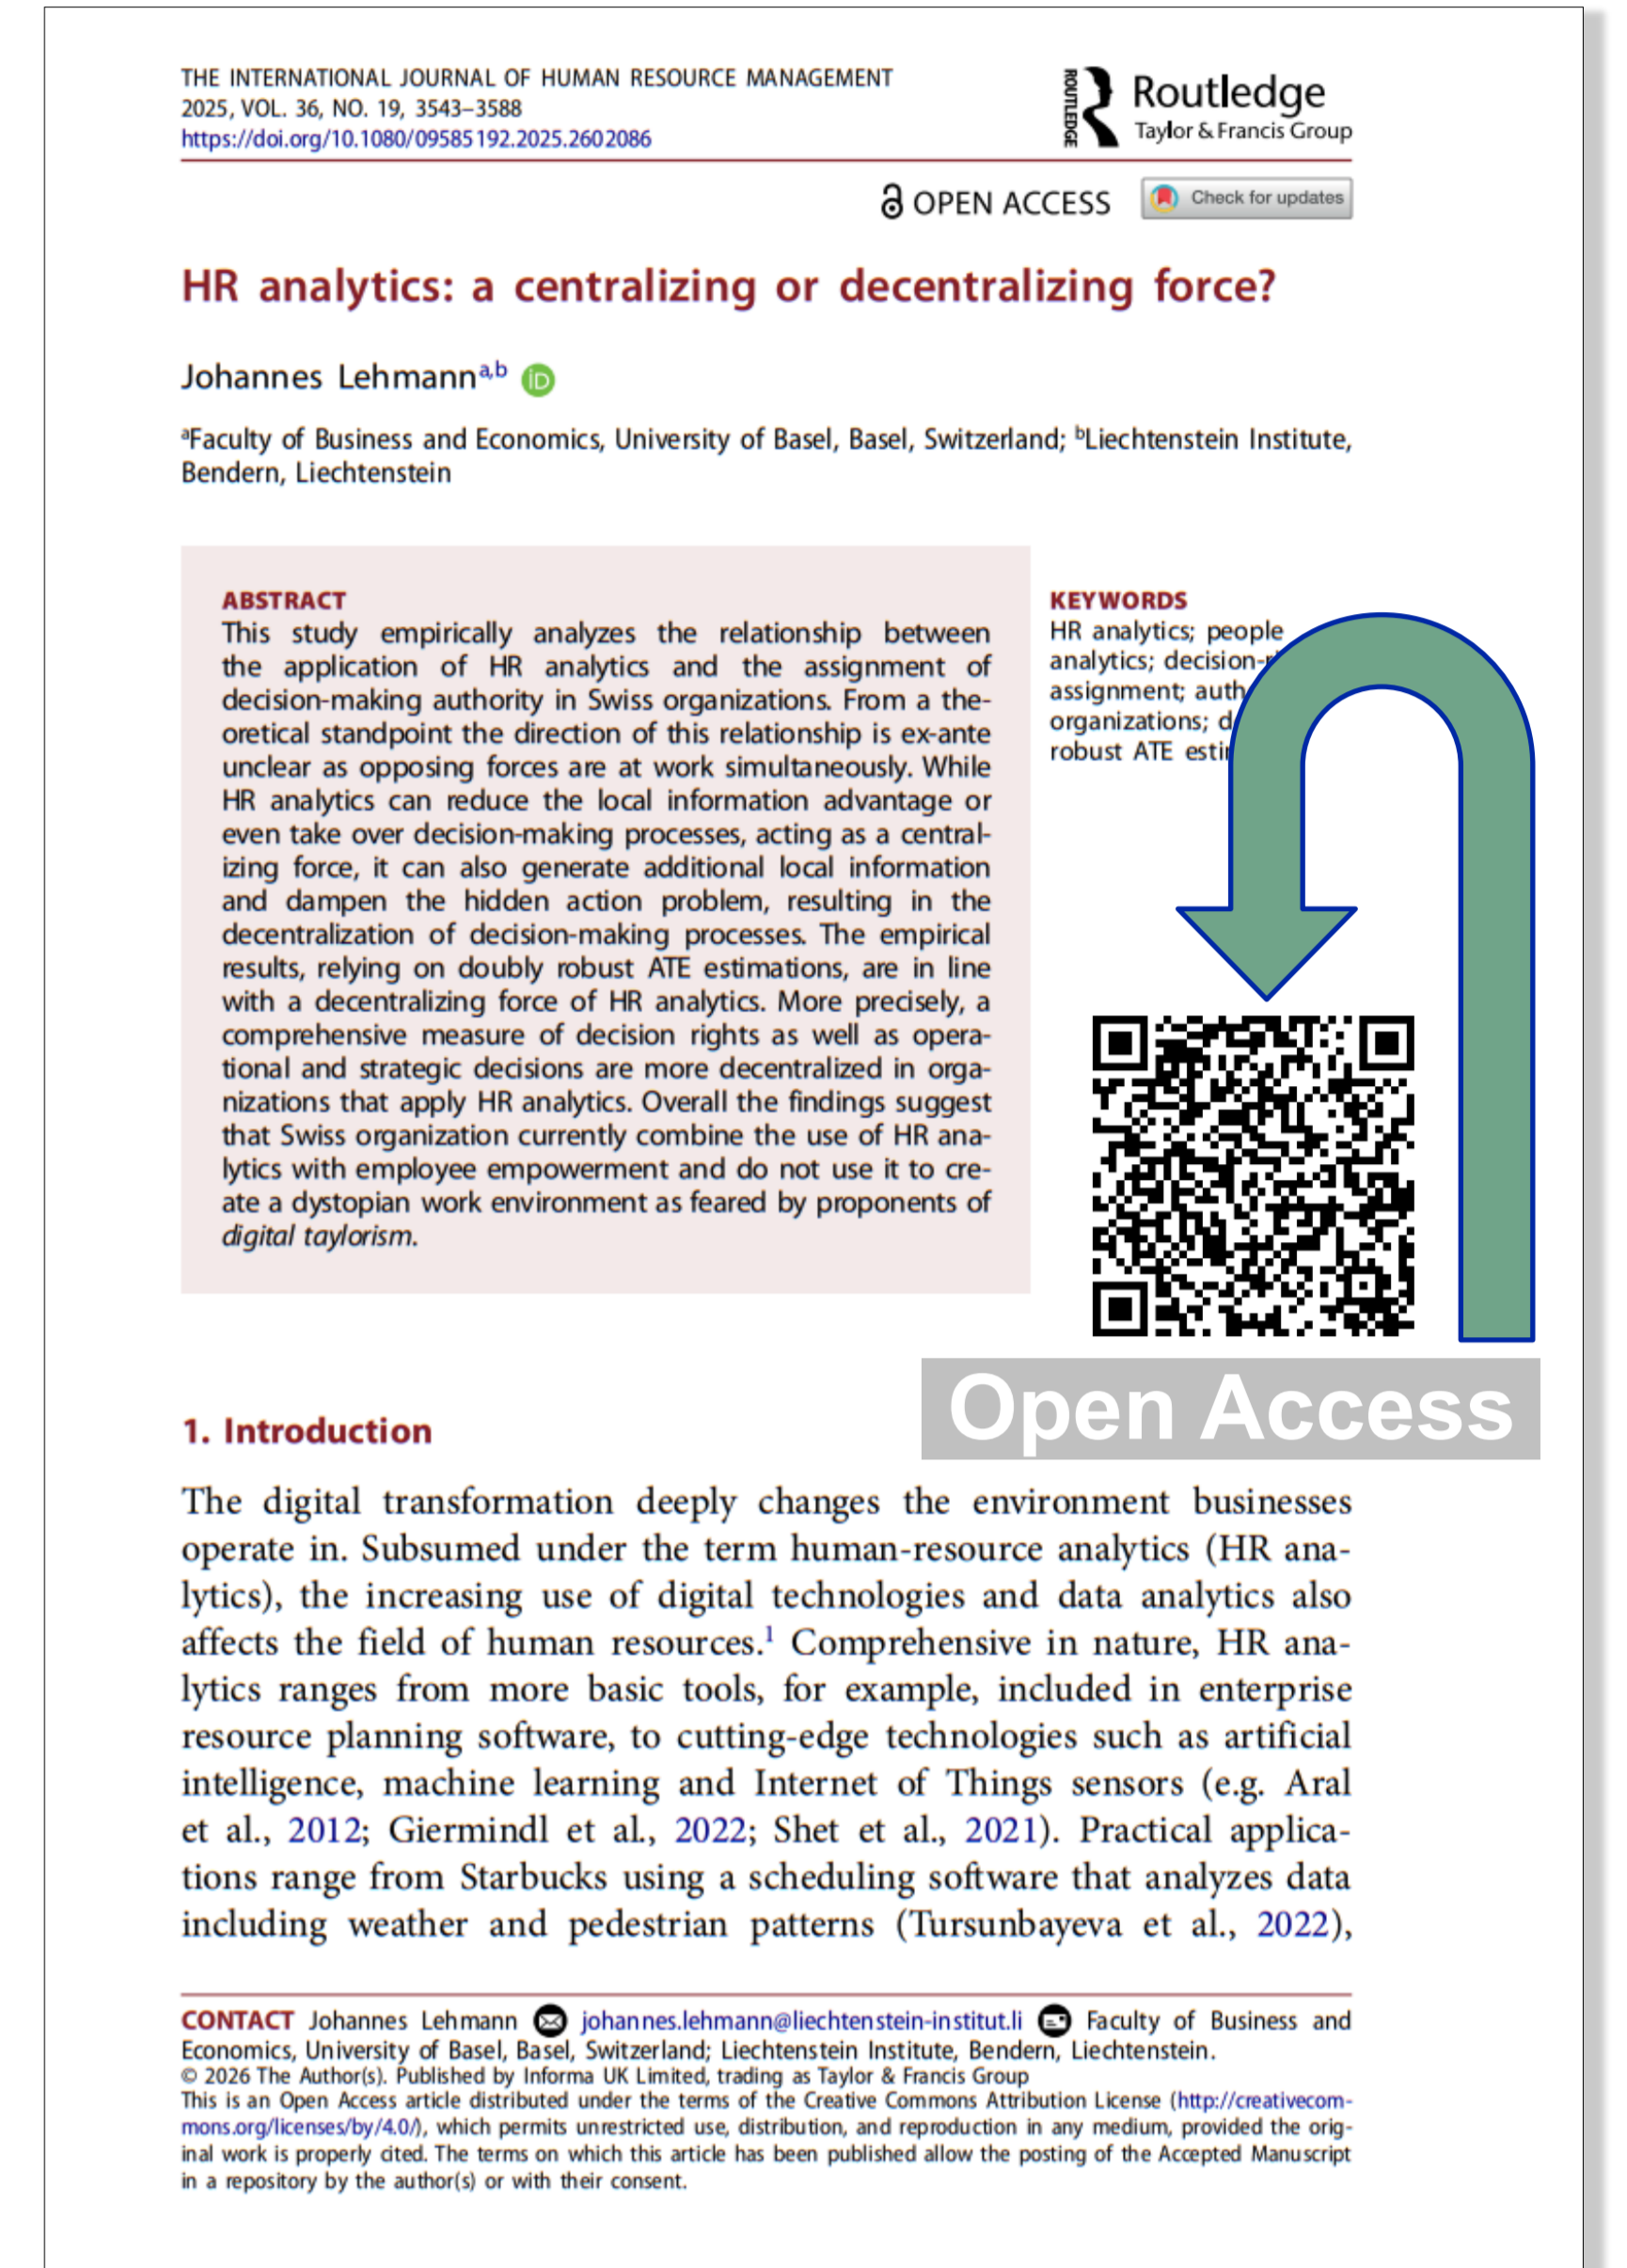 THE INTERNATIONAL JOURNAL OF HUMAN RESOURCE MANAGEMENT
2025, VOL. 36, NO. 19, 3543–3588
https://doi.org/10.1080/09585192.2025.2602086
ROUTLEDGE
Routledge
Taylor & Francis Group
OPEN ACCESS
Check for updates
HR analytics: a centralizing or decentralizing force?
Johannes Lehmannᵃ,ᵇ iD
ᵃFaculty of Business and Economics, University of Basel, Basel, Switzerland; ᵇLiechtenstein Institute,
Bendern, Liechtenstein
ABSTRACT
This study empirically analyzes the relationship between
the application of HR analytics and the assignment of
decision-making authority in Swiss organizations. From a the-
oretical standpoint the direction of this relationship is ex-ante
unclear as opposing forces are at work simultaneously. While
HR analytics can reduce the local information advantage or
even take over decision-making processes, acting as a central-
izing force, it can also generate additional local information
and dampen the hidden action problem, resulting in the
decentralization of decision-making processes. The empirical
results, relying on doubly robust ATE estimations, are in line
with a decentralizing force of HR analytics. More precisely, a
comprehensive measure of decision rights as well as opera-
tional and strategic decisions are more decentralized in orga-
nizations that apply HR analytics. Overall the findings suggest
that Swiss organization currently combine the use of HR ana-
lytics with employee empowerment and do not use it to cre-
ate a dystopian work environment as feared by proponents of
digital taylorism.
KEYWORDS
HR analytics; people
analytics; decision-
assignment;
organizations;
robust ATE
Open Access
1. Introduction
The digital transformation deeply changes the environment businesses
operate in. Subsumed under the term human-resource analytics (HR ana-
lytics), the increasing use of digital technologies and data analytics also
affects the field of human resources.¹ Comprehensive in nature, HR ana-
lytics ranges from more basic tools, for example, included in enterprise
resource planning software, to cutting-edge technologies such as artificial
intelligence, machine learning and Internet of Things sensors (e.g. Aral
et al., 2012; Giermindl et al., 2022; Shet et al., 2021). Practical applica-
tions range from Starbucks using a scheduling software that analyzes data
including weather and pedestrian patterns (Tursunbayeva et al., 2022),
CONTACT Johannes Lehmann johannes.lehmann@liechtenstein-institut.li Faculty of Business and
Economics, University of Basel, Basel, Switzerland; Liechtenstein Institute, Bendern, Liechtenstein.
© 2026 The Author(s). Published by Informa UK Limited, trading as Taylor & Francis Group
This is an Open Access article distributed under the terms of the Creative Commons Attribution License (http://creativecom-
mons.org/licenses/by/4.0/), which permits unrestricted use, distribution, and reproduction in any medium, provided the orig-
inal work is properly cited. The terms on which this article has been published allow the posting of the Accepted Manuscript
in a repository by the author(s) or with their consent.